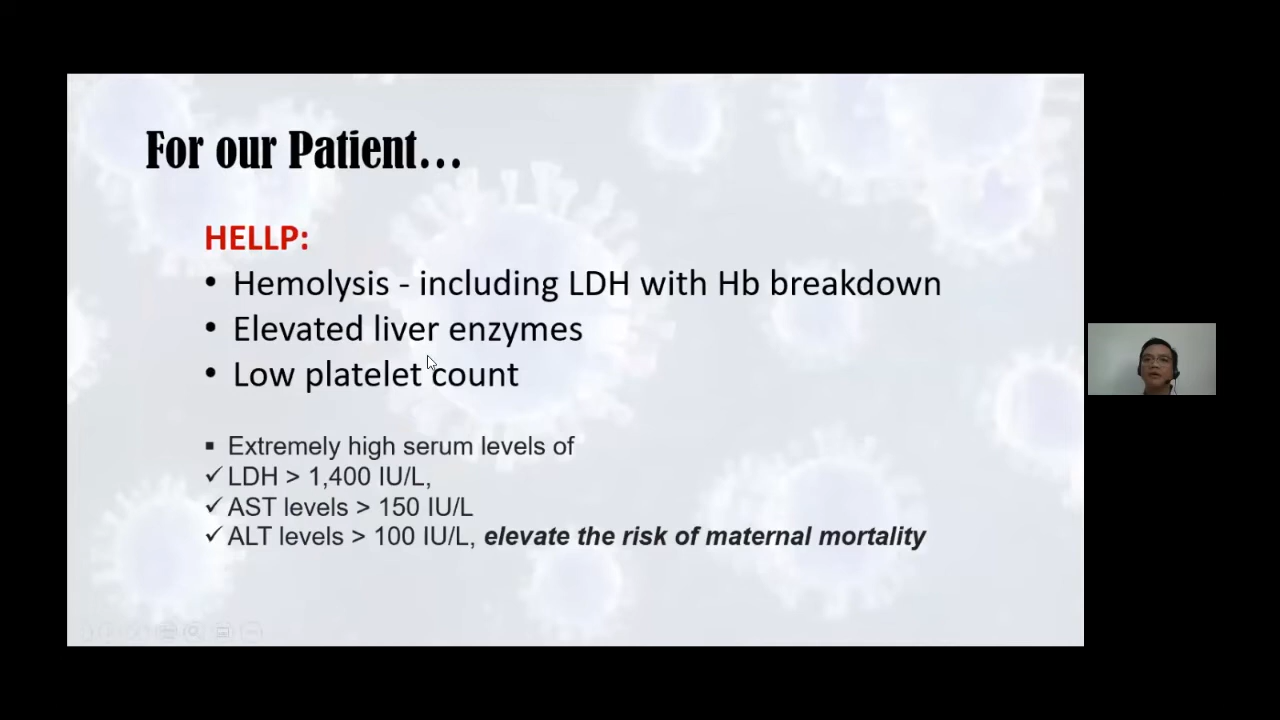 For our Patient...
HELLP:
• Hemolysis - including LDH with Hb breakdown
• Elevated liver enzymes
• Low platelet count
▪ Extremely high serum levels of
✓ LDH > 1,400 IU/L,
✓ AST levels > 150 IU/L
✓ ALT levels > 100 IU/L, elevate the risk of maternal mortality